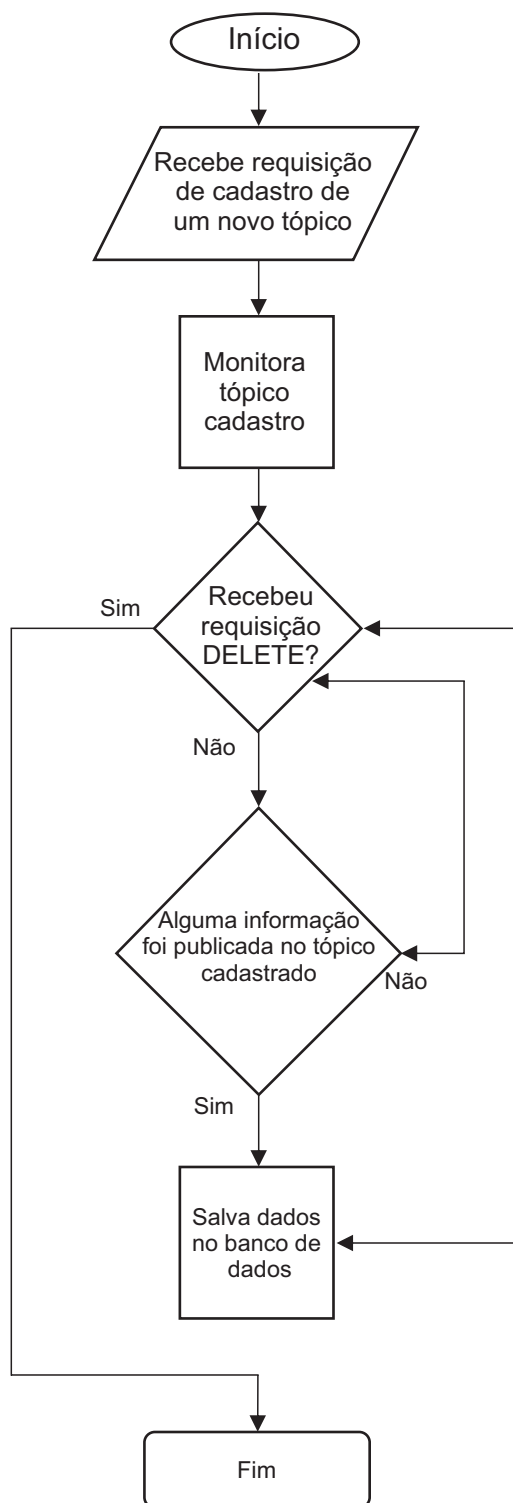 Início
Recebe requisição
de cadastro de
um novo tópico
Monitora
tópico
cadastro
Sim
Recebeu
requisição
DELETE?
Não
Alguma informação
foi publicada no tópico
cadastrado
Não
Sim
Salva dados
no banco de
dados
Fim